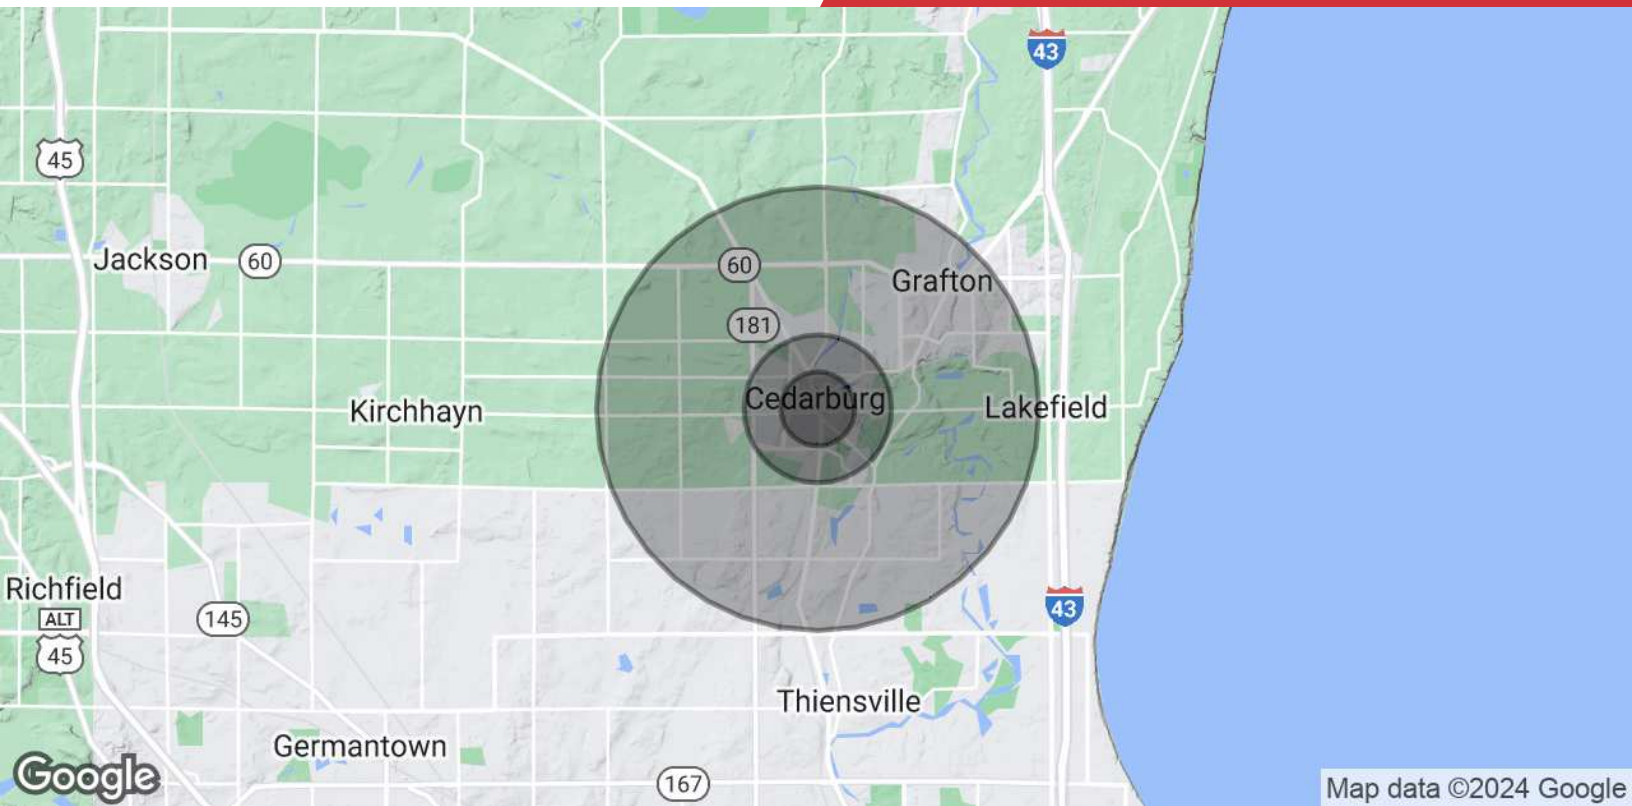 43
45
Jackson
60
60
Grafton
181
Cedarburg
Kirchhayn
Lakefield
Richfield
ALT
45
145
43
Thiensville
Germantown
167
Google
Map data ©2024 Google